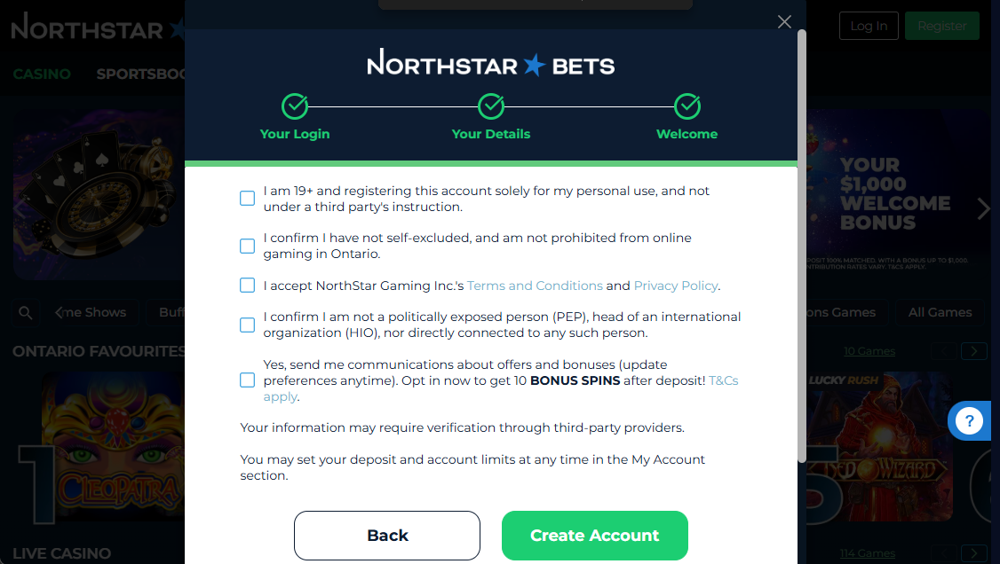 NORTHSTAR
Log In
Register
CASINO
SPORTSBOO
NORTHSTAR BETS
Your Login
Your Details
Welcome
I am 19+ and registering this account solely for my personal use, and not
under a third party's instruction.
I confirm I have not self-excluded, and am not prohibited from online
gaming in Ontario.
I accept NorthStar Gaming Inc.'s Terms and Conditions and Privacy Policy.
I confirm I am not a politically exposed person (PEP), head of an international
organization (HIO), nor directly connected to any such person.
Yes, send me communications about offers and bonuses (update
preferences anytime). Opt in now to get 10 BONUS SPINS after deposit! T&Cs
apply.
Your information may require verification through third-party providers.
You may set your deposit and account limits at any time in the My Account
section.
Back
Create Account
YOUR
$1,000
WELCOME
BONUS
POSIT 100% MATCHED, WITH A BONUS UP TO $1,000.
NTRIBUTION RATES VARY. T&CS APPLY.
me Shows
Buff
ons Games
All Games
ONTARIO FAVOURITES
10 Games
1
CLEOPATRA
LUCKY RUSH
RED WIZARD
5
?
LIVE CASINO
114 Games